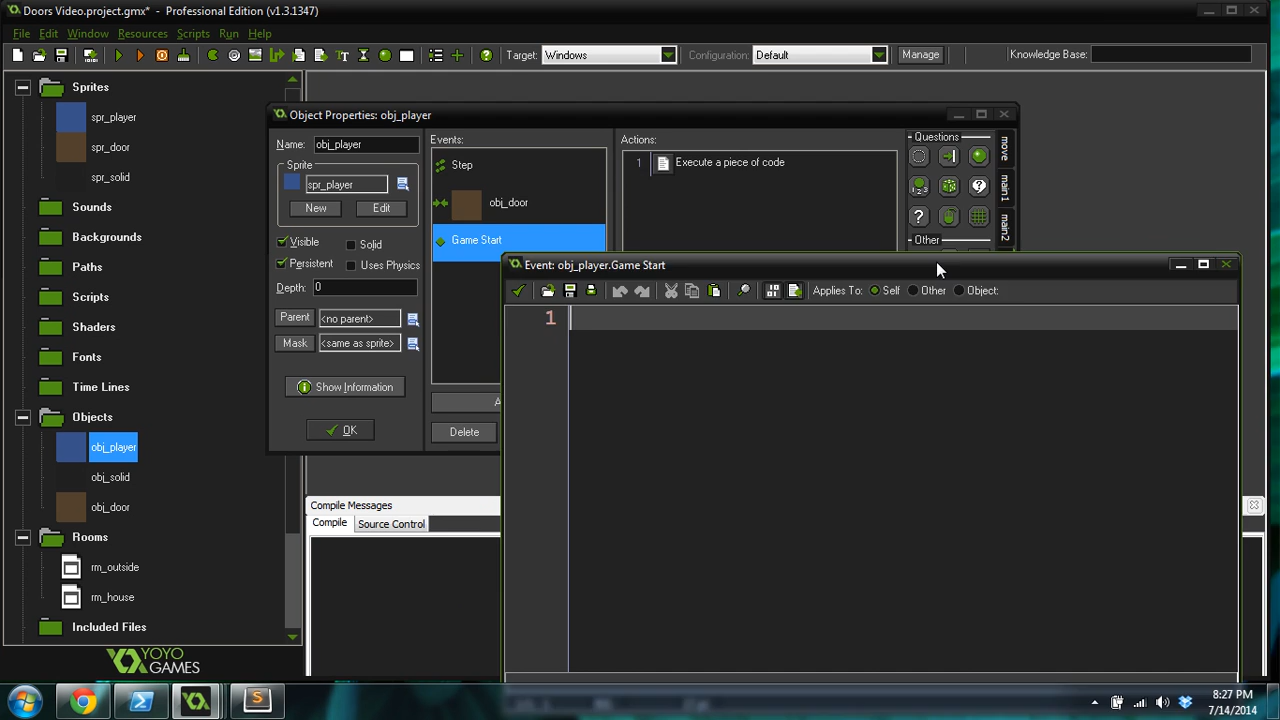 Doors Video.project.gmx* - Professional Edition (v1.3.1347)
File Edit Window Resources Scripts Run Help
Target: Windows Configuration: Default Manage Knowledge Base:
Sprites
spr_player
spr_door
spr_solid
Sounds
Backgrounds
Paths
Scripts
Shaders
Fonts
Time Lines
Objects
obj_player
obj_solid
obj_door
Rooms
rm_outside
rm_house
Included Files
YOYO
GAMES
Object Properties: obj_player
Name: obj_player
Sprite
spr_player
New Edit
Visible Solid
Persistent Uses Physics
Depth: 0
Parent <no parent>
Mask <same as sprite>
Show Information
OK
Events:
Step
obj_door
Game Start
A
Delete
Actions:
1 Execute a piece of code
Questions
Other
move
main1
main2
Event: obj_player.Game Start
Applies To: Self Other Object:
1
Compile Messages
Compile Source Control
8:27 PM
7/14/2014